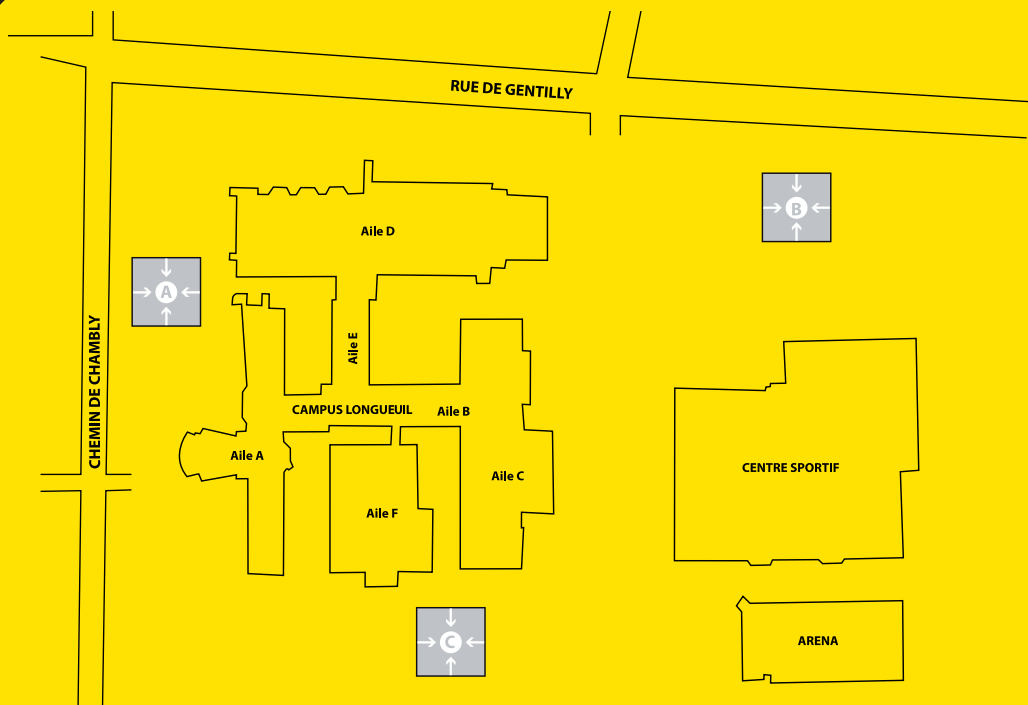 RUE DE GENTILLY
B
Aile D
A
CHEMIN DE CHAMBLY
Aile E
CAMPUS LONGUEUIL
Aile B
Aile A
CENTRE SPORTIF
Aile C
Aile F
C
ARENA